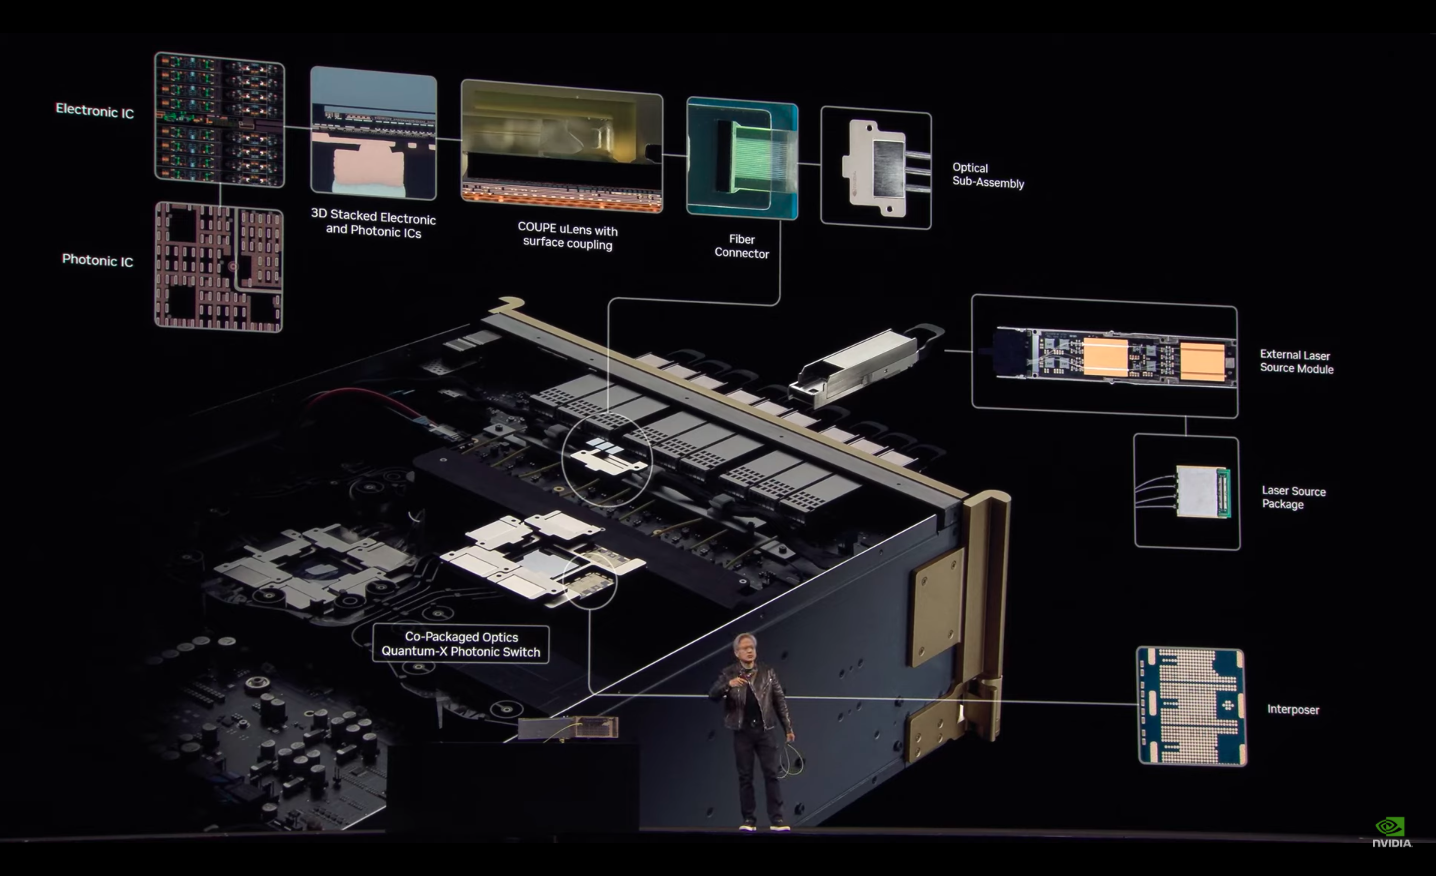 Electronic IC
Photonic IC
3D Stacked Electronic
and Photonic ICs
COUPE uLens with
surface coupling
Fiber
Connector
Optical
Sub-Assembly
External Laser
Source Module
Laser Source
Package
Co-Packaged Optics
Quantum-X Photonic Switch
Interposer
NVIDIA